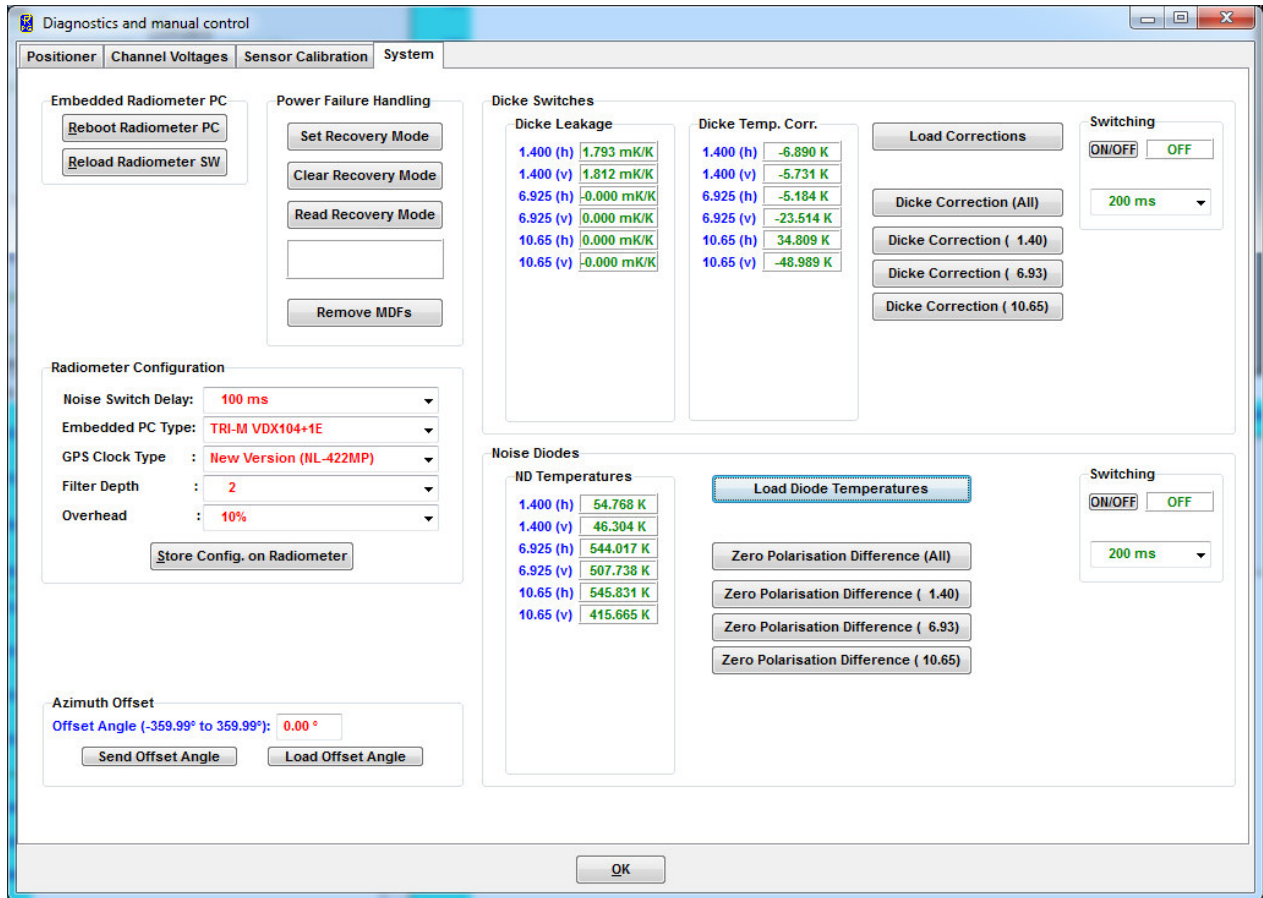 Diagnostics and manual control
Positioner Channel Voltages Sensor Calibration System
Embedded Radiometer PC
Reboot Radiometer PC
Reload Radiometer SW
Power Failure Handling
Set Recovery Mode
Clear Recovery Mode
Read Recovery Mode
Remove MDFs
Radiometer Configuration
Noise Switch Delay: 100 ms
Embedded PC Type: TRI-M VDX104+1E
GPS Clock Type : New Version (NL-422MP)
Filter Depth : 2
Overhead : 10%
Store Config. on Radiometer
Azimuth Offset
Offset Angle (-359.99° to 359.99°): 0.00 °
Send Offset Angle Load Offset Angle
Dicke Switches
Dicke Leakage
1.400 (h) 1.793 mK/K
1.400 (v) 1.812 mK/K
6.925 (h) -0.000 mK/K
6.925 (v) 0.000 mK/K
10.65 (h) 0.000 mK/K
10.65 (v) -0.000 mK/K
Dicke Temp. Corr.
1.400 (h) -6.890 K
1.400 (v) -5.731 K
6.925 (h) -5.184 K
6.925 (v) -23.514 K
10.65 (h) 34.809 K
10.65 (v) -48.989 K
Load Corrections
Dicke Correction (All)
Dicke Correction ( 1.40)
Dicke Correction ( 6.93)
Dicke Correction ( 10.65)
Switching
ON/OFF OFF
200 ms
Noise Diodes
ND Temperatures
1.400 (h) 54.768 K
1.400 (v) 46.304 K
6.925 (h) 544.017 K
6.925 (v) 507.738 K
10.65 (h) 545.831 K
10.65 (v) 415.665 K
Load Diode Temperatures
Zero Polarisation Difference (All)
Zero Polarisation Difference ( 1.40)
Zero Polarisation Difference ( 6.93)
Zero Polarisation Difference ( 10.65)
Switching
ON/OFF OFF
200 ms
OK